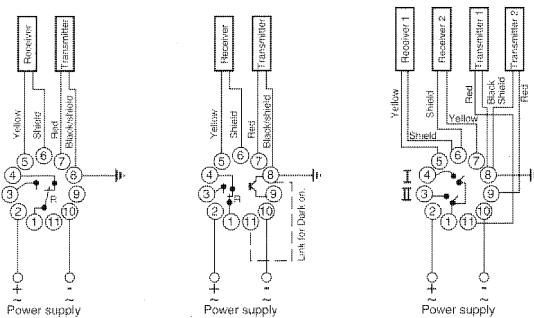 Receiver
Transmitter
Yellow
Shield
Red
Black/shield
5
6
7
4
8
3
9
R
2
10
1
11
+
~
-
~
Power supply
Receiver
Transmitter
Yellow
Shield
Red
Black/shield
5
6
7
4
8
3
9
R
2
10
1
11
Link for Dark on.
+
~
-
~
Power supply
Receiver 1
Receiver 2
Transmitter 1
Transmitter 2
Yellow
Shield
Red
Black
Shield
Red
Yellow
Shield
5
6
7
I
4
8
II
3
9
2
10
1
11
+
~
-
~
Power supply